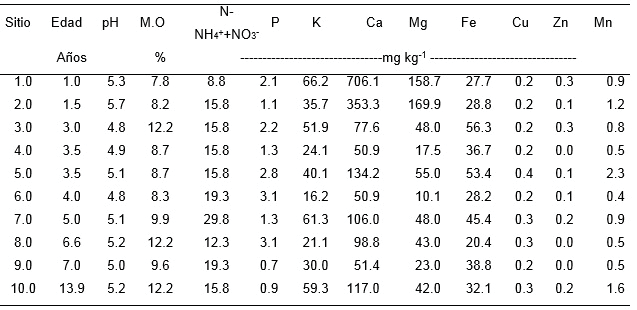 Sitio Edad pH M.O N-NH4++NO3- P K Ca Mg Fe Cu Zn Mn
Años % -------------------------------mg kg-1 ---------------------------------
1.0 1.0 5.3 7.8 8.8 2.1 66.2 706.1 158.7 27.7 0.2 0.3 0.9
2.0 1.5 5.7 8.2 15.8 1.1 35.7 353.3 169.9 28.8 0.2 0.1 1.2
3.0 3.0 4.8 12.2 15.8 2.2 51.9 77.6 48.0 56.3 0.2 0.3 0.8
4.0 3.5 4.9 8.7 15.8 1.3 24.1 50.9 17.5 36.7 0.2 0.0 0.5
5.0 3.5 5.1 8.7 15.8 2.8 40.1 134.2 55.0 53.4 0.4 0.1 2.3
6.0 4.0 4.8 8.3 19.3 3.1 16.2 50.9 10.1 28.2 0.2 0.1 0.4
7.0 5.0 5.1 9.9 29.8 1.3 61.3 106.0 48.0 45.4 0.3 0.2 0.9
8.0 6.6 5.2 12.2 12.3 3.1 21.1 98.8 43.0 20.4 0.3 0.0 0.5
9.0 7.0 5.0 9.6 19.3 0.7 30.0 51.4 23.0 38.8 0.2 0.0 0.5
10.0 13.9 5.2 12.2 15.8 0.9 59.3 117.0 42.0 32.1 0.3 0.2 1.6